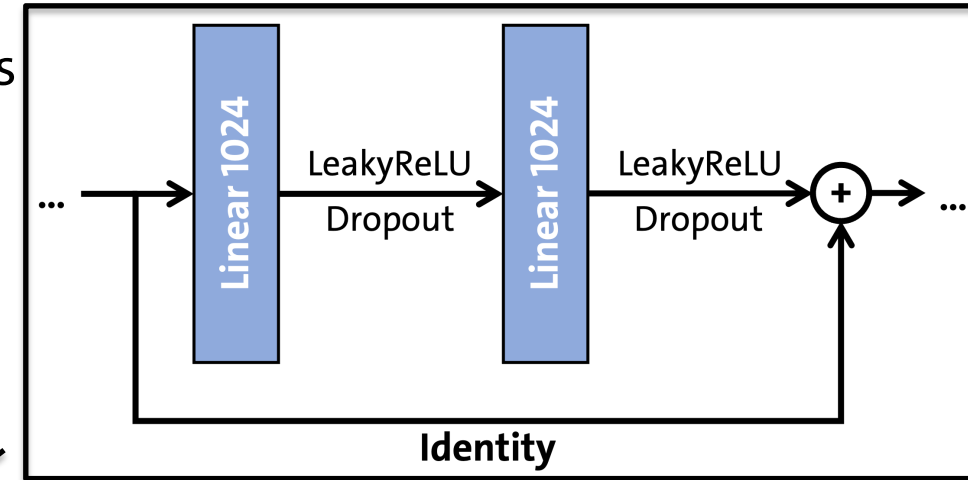 s
Linear 1024
LeakyReLU
Dropout
Linear 1024
LeakyReLU
Dropout
+
...
...
Identity